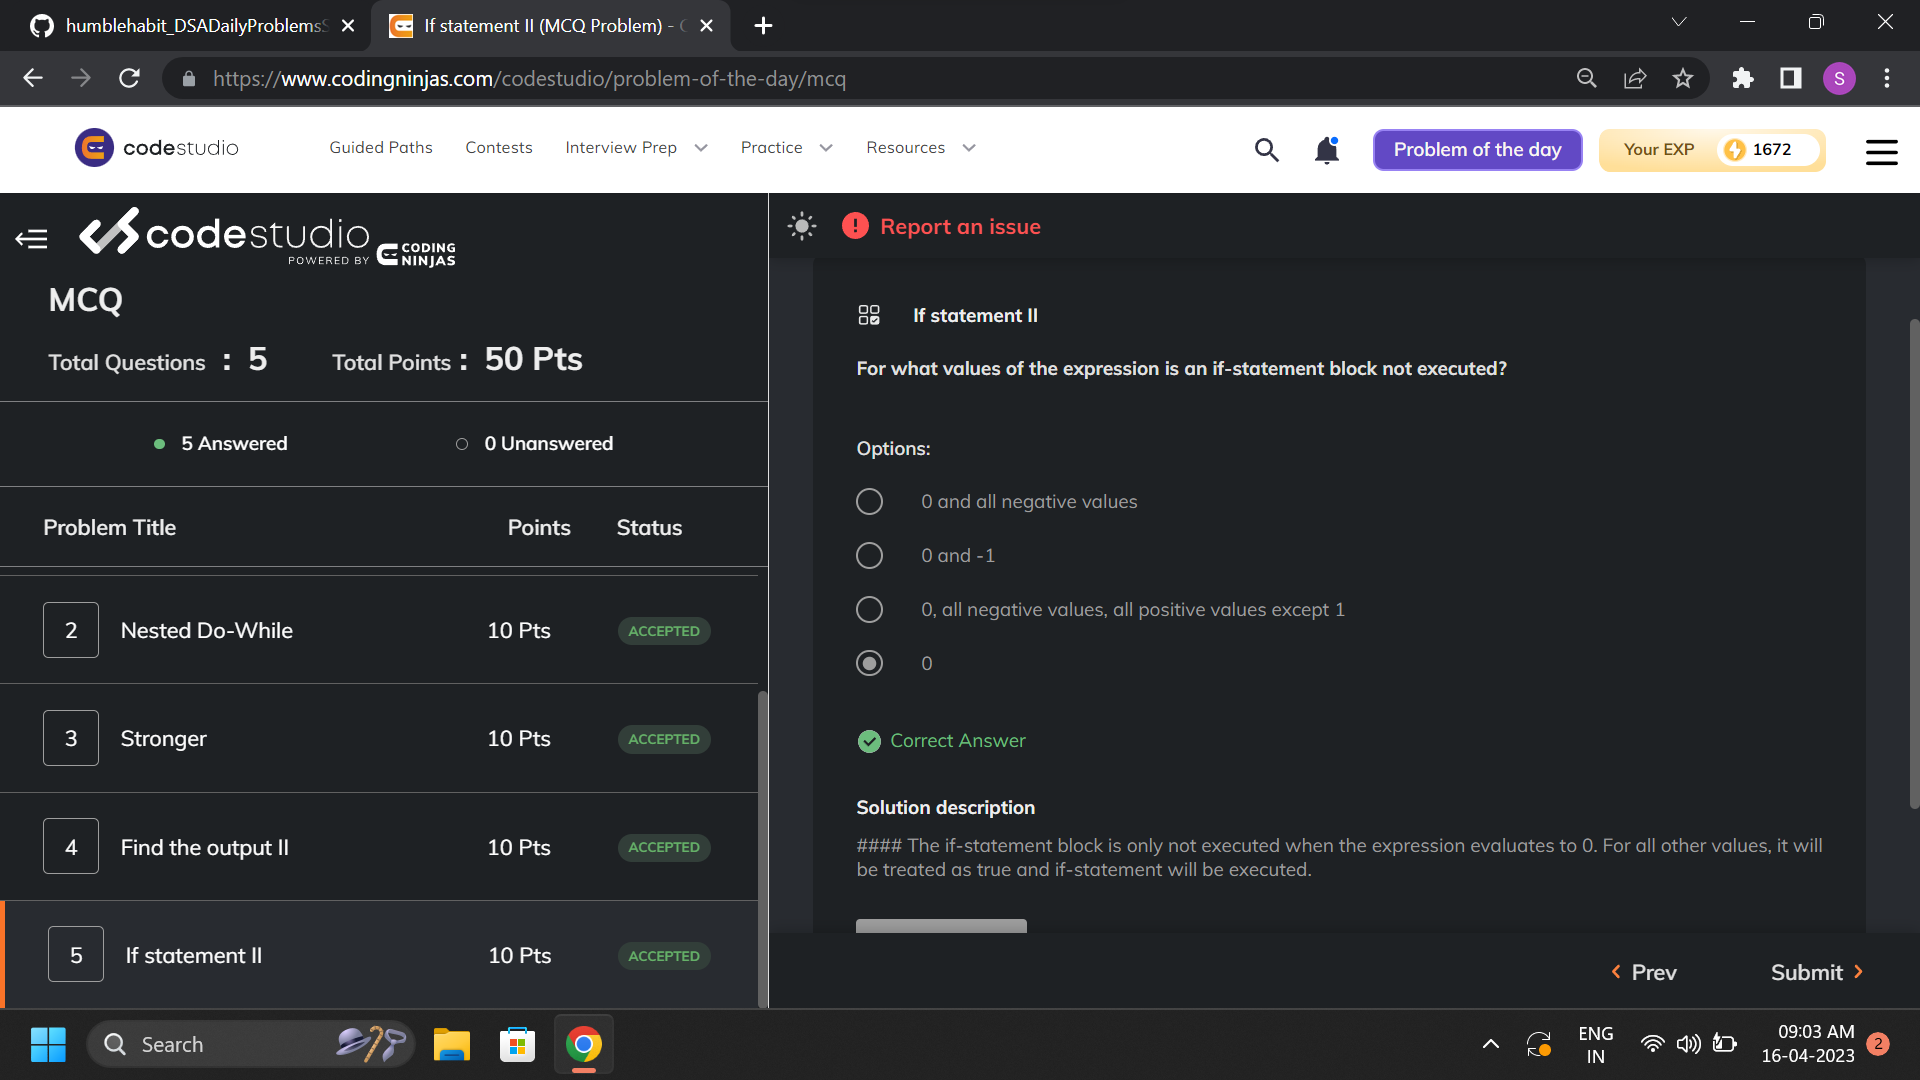 humblehabit_DSADailyProblems
If statement II (MCQ Problem) -
https://www.codingninjas.com/codestudio/problem-of-the-day/mcq
S
codestudio
Guided Paths
Contests
Interview Prep
Practice
Resources
Problem of the day
Your EXP
1672
codestudio
POWERED BY
CODING
NINJAS
MCQ
Total Questions : 5
Total Points : 50 Pts
5 Answered
0 Unanswered
Problem Title Points Status
2 Nested Do-While 10 Pts ACCEPTED
3 Stronger 10 Pts ACCEPTED
4 Find the output II 10 Pts ACCEPTED
5 If statement II 10 Pts ACCEPTED
Report an issue
If statement II
For what values of the expression is an if-statement block not executed?
Options:
0 and all negative values
0 and -1
0, all negative values, all positive values except 1
0
Correct Answer
Solution description
#### The if-statement block is only not executed when the expression evaluates to 0. For all other values, it will
be treated as true and if-statement will be executed.
Prev
Submit
Search
ENG
IN
09:03 AM
16-04-2023
2